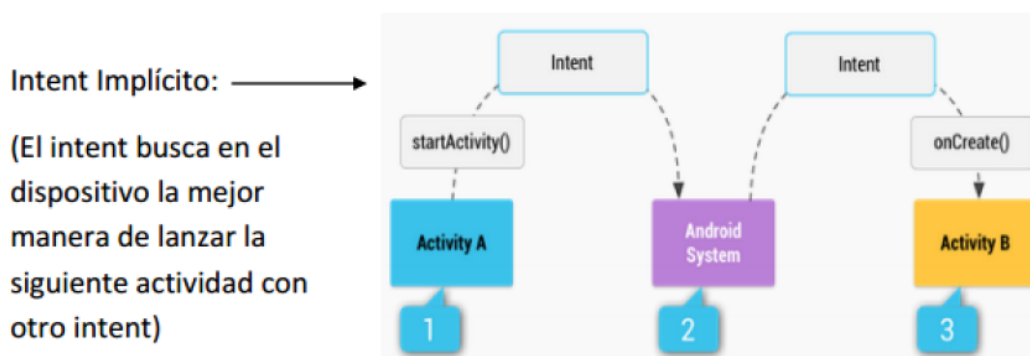 Intent Implícito:
(El intent busca en el
dispositivo la mejor
manera de lanzar la
siguiente actividad con
otro intent)
Intent
Intent
startActivity()
onCreate()
Activity A
Android
System
Activity B
1
2
3